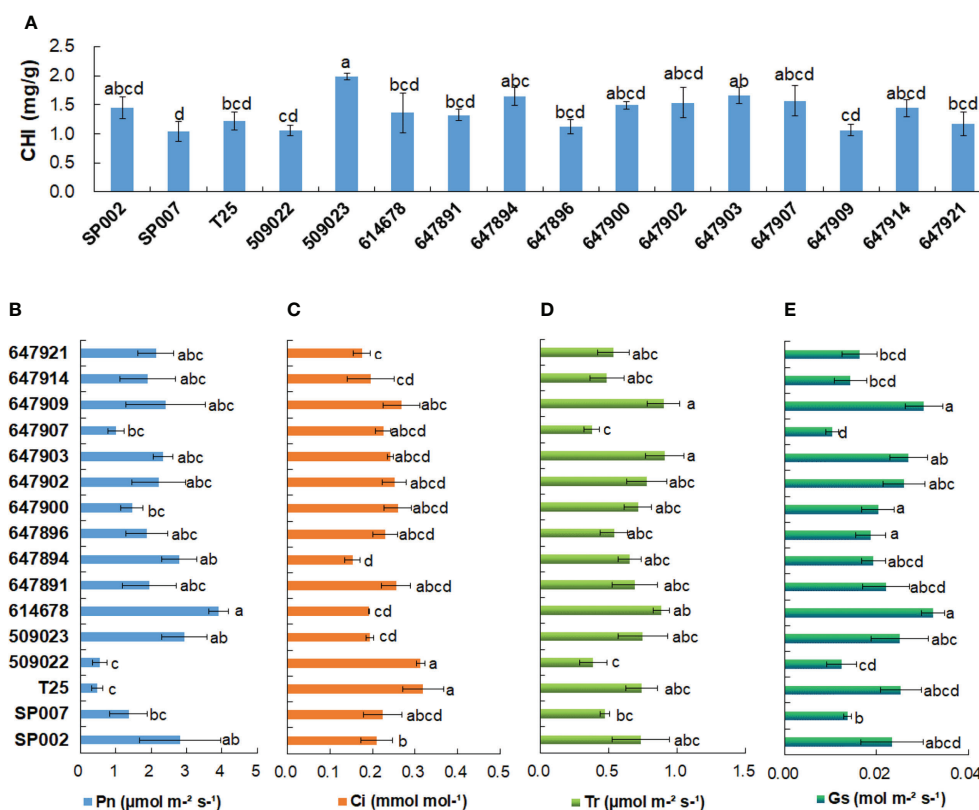 A
CHI (mg/g)
2.5
2.0
1.5
1.0
0.5
0.0
abcd d bcd cd a bcd bcd abc bcd abcd abcd ab abcd cd abcd bcd
SP002 SP007 T25 509022 509023 614678 647891 647894 647896 647900 647902 647903 647907 647909 647914 647921
B C D E
647921 abc c abc bcd
647914 abc cd abc bcd
647909 abc abc a a
647907 bc abcd c d
647903 abc abcd a ab
647902 abc abcd abc abc
647900 bc abcd abc a
647896 abc abcd abc a
647894 ab d abc abcd
647891 abc abcd abc abcd
614678 a cd ab a
509023 ab cd abc abc
509022 c a c cd
T25 c a abc abcd
SP007 bc abcd bc b
SP002 ab b abc abcd
0 1 2 3 4 5 0.0 0.1 0.2 0.3 0.4 0.5 0.0 0.5 1.0 1.5 0.00 0.02 0.04
Pn (µmol m⁻² s⁻¹) Ci (mmol mol⁻¹) Tr (µmol m⁻² s⁻¹) Gs (mol m⁻² s⁻¹)